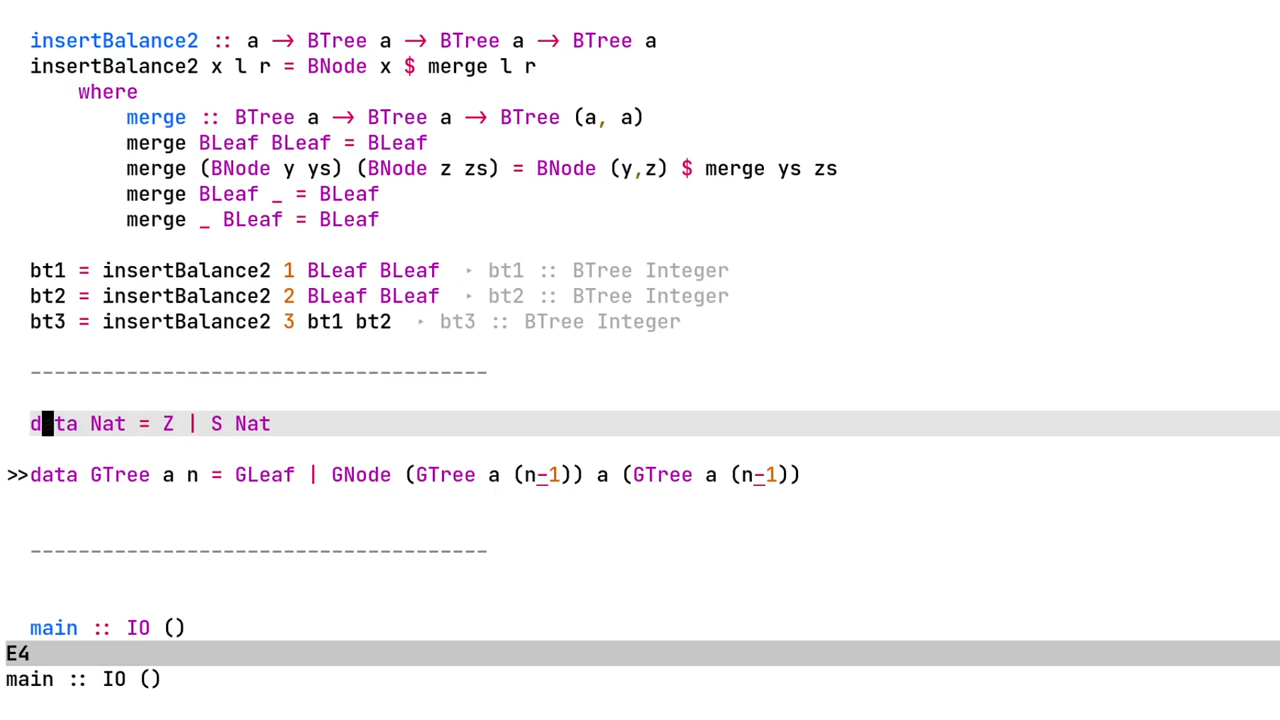 insertBalance2 :: a → BTree a → BTree a → BTree a
insertBalance2 x l r = BNode x $ merge l r
    where
        merge :: BTree a → BTree a → BTree (a, a)
        merge BLeaf BLeaf = BLeaf
        merge (BNode y ys) (BNode z zs) = BNode (y,z) $ merge ys zs
        merge BLeaf _ = BLeaf
        merge _ BLeaf = BLeaf
bt1 = insertBalance2 1 BLeaf BLeaf  ‣ bt1 :: BTree Integer
bt2 = insertBalance2 2 BLeaf BLeaf  ‣ bt2 :: BTree Integer
bt3 = insertBalance2 3 bt1 bt2  ‣ bt3 :: BTree Integer
--------------------------------------
data Nat = Z | S Nat
>>data GTree a n = GLeaf | GNode (GTree a (n-1)) a (GTree a (n-1))
--------------------------------------
main :: IO ()
E4
main :: IO ()